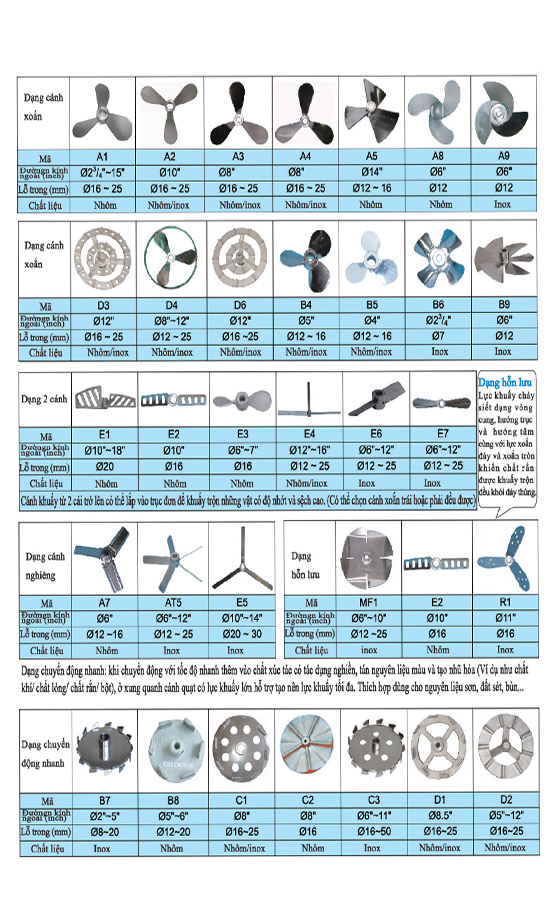 Dạng cánh
xoắn
Mã A1 A2 A3 A4 A5 A8 A9
Đườngn kính
ngoài (inch) Ø2³/₄"~15" Ø10" Ø8" Ø8" Ø14" Ø6" Ø6"
Lỗ trong (mm) Ø16 ~ 25 Ø16 ~ 25 Ø16 ~ 25 Ø16 ~ 25 Ø12 ~ 16 Ø12 Ø12
Chất liệu Nhôm Nhôm/inox Nhôm/inox Nhôm/inox Nhôm Nhôm Inox
Dạng cánh
xoắn
Mã D3 D4 D6 B4 B5 B6 B9
Đườngn kính
ngoài (inch) Ø12" Ø8"~12" Ø12" Ø5" Ø4" Ø2³/₄" Ø6"
Lỗ trong (mm) Ø16 ~ 25 Ø12 ~ 25 Ø16 ~25 Ø12 ~ 16 Ø12 ~ 16 Ø7 Ø12
Chất liệu Nhôm/inox Nhôm/inox Nhôm/inox Nhôm/inox Nhôm/inox Inox Inox
Dạng 2 cánh
Mã E1 E2 E3 E4 E6 E7
Đườngn kính
ngoài (inch) Ø10"~18" Ø10" Ø6"~7" Ø12"~16" Ø6"~12" Ø6"~12"
Lỗ trong (mm) Ø20 Ø16 Ø16 Ø12 ~ 25 Ø12 ~ 25 Ø12 ~ 25
Chất liệu Nhôm Nhôm Nhôm/inox Nhôm/inox Inox Inox
Cánh khuấy từ 2 cái trở lên có thể lắp vào trục đơn để khuấy trộn những vật có độ nhớt và sệch cao. (Có thể chọn cánh xoắn trái hoặc phải đều được)
Dạng hỗn lưu
Lực khuấy chảy
siết dạng vòng
cung, hướng trục
và hướng tâm
cùng với lực xoắn
đáy và xoắn tròn
khiến chất rắn
được khuấy trộn
đều khỏi đáy thùng.
Dạng cánh
nghiêng
Mã A7 AT5 E5
Đườngn kính
ngoài (inch) Ø6" Ø6"~12" Ø10"~14"
Lỗ trong (mm) Ø12 ~16 Ø12 ~ 25 Ø20 ~ 30
Chất liệu Nhôm Inox Nhôm/inox
Dạng
hỗn lưu
Mã MF1 E2 R1
Đườngn kính
ngoài (inch) Ø6"~10" Ø10" Ø11"
Lỗ trong (mm) Ø12 ~25 Ø16 Ø16
Chất liệu inox Nhôm Inox
Dạng chuyển động nhanh: khi chuyển động với tốc độ nhanh thêm vào chất xúc tác có tác dụng nghiền, tán nguyên liệu màu và tạo nhũ hóa (Ví dụ như chất
khí/ chất lỏng/ chất rắn/ bột), ở xung quanh cánh quạt có lực khuấy lớn hỗ trợ tạo nên lực khuấy tối đa. Thích hợp dùng cho nguyên liệu sơn, đất sét, bùn...
Dạng chuyển
động nhanh
Mã B7 B8 C1 C2 C3 D1 D2
Đườngn kính
ngoài (inch) Ø2"~5" Ø5"~6" Ø8" Ø8" Ø6"~11" Ø8.5" Ø5"~12"
Lỗ trong (mm) Ø8~20 Ø12~20 Ø16~25 Ø16 Ø16~50 Ø16~25 Ø16~25
Chất liệu Inox Nhôm Nhôm/inox Nhôm Inox Nhôm/inox Nhôm/inox